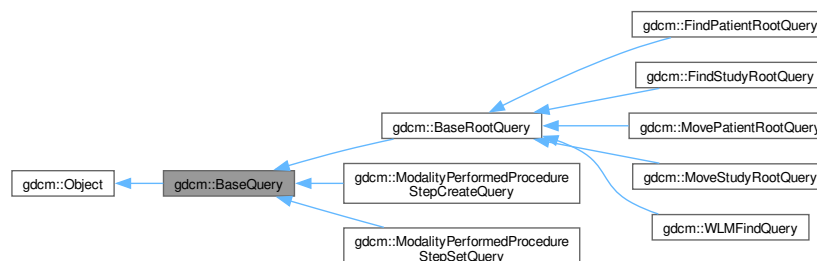 gdcm::FindPatientRootQuery
gdcm::FindStudyRootQuery
gdcm::BaseRootQuery
gdcm::MovePatientRootQuery
gdcm::Object
gdcm::BaseQuery
gdcm::ModalityPerformedProcedure
StepCreateQuery
gdcm::MoveStudyRootQuery
gdcm::WLMFindQuery
gdcm::ModalityPerformedProcedure
StepSetQuery